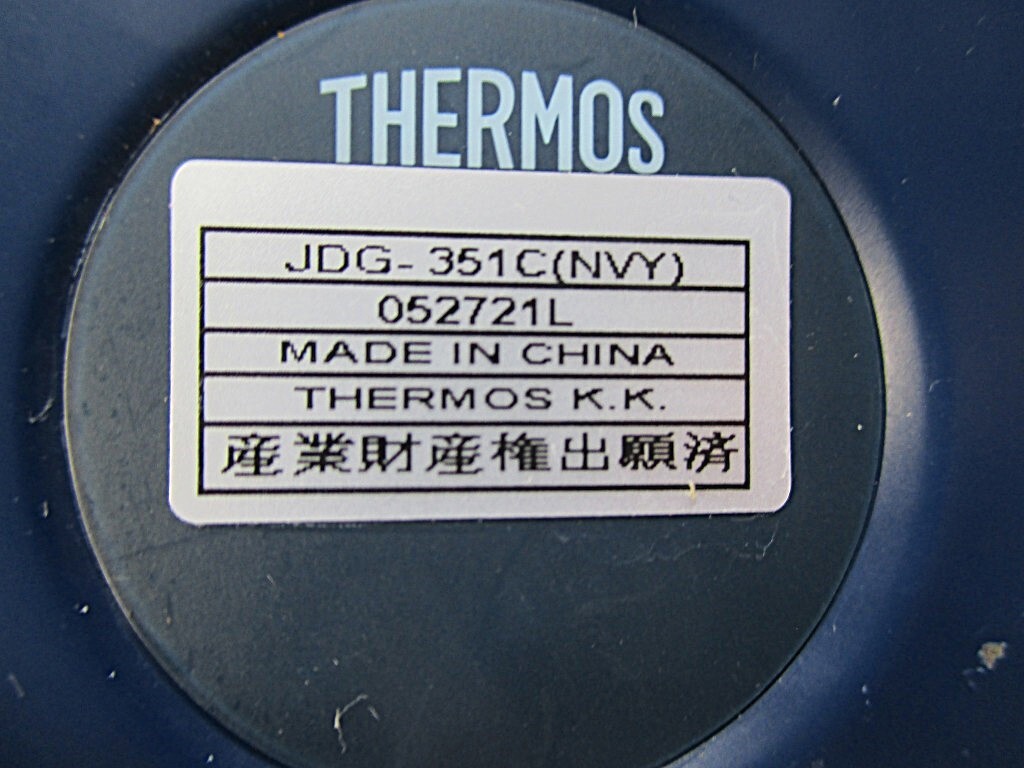 THERMOS
JDG-351C(NVY)
052721L
MADE IN CHINA
THERMOS K.K.
産業財産権出願済